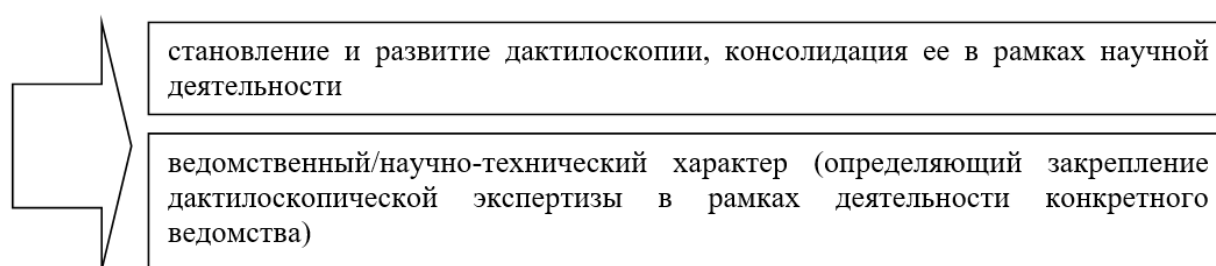 становление и развитие дактилоскопии, консолидация ее в рамках научной
деятельности
ведомственный/научно-технический характер (определяющий закрепление
дактилоскопической экспертизы в рамках деятельности конкретного
ведомства)